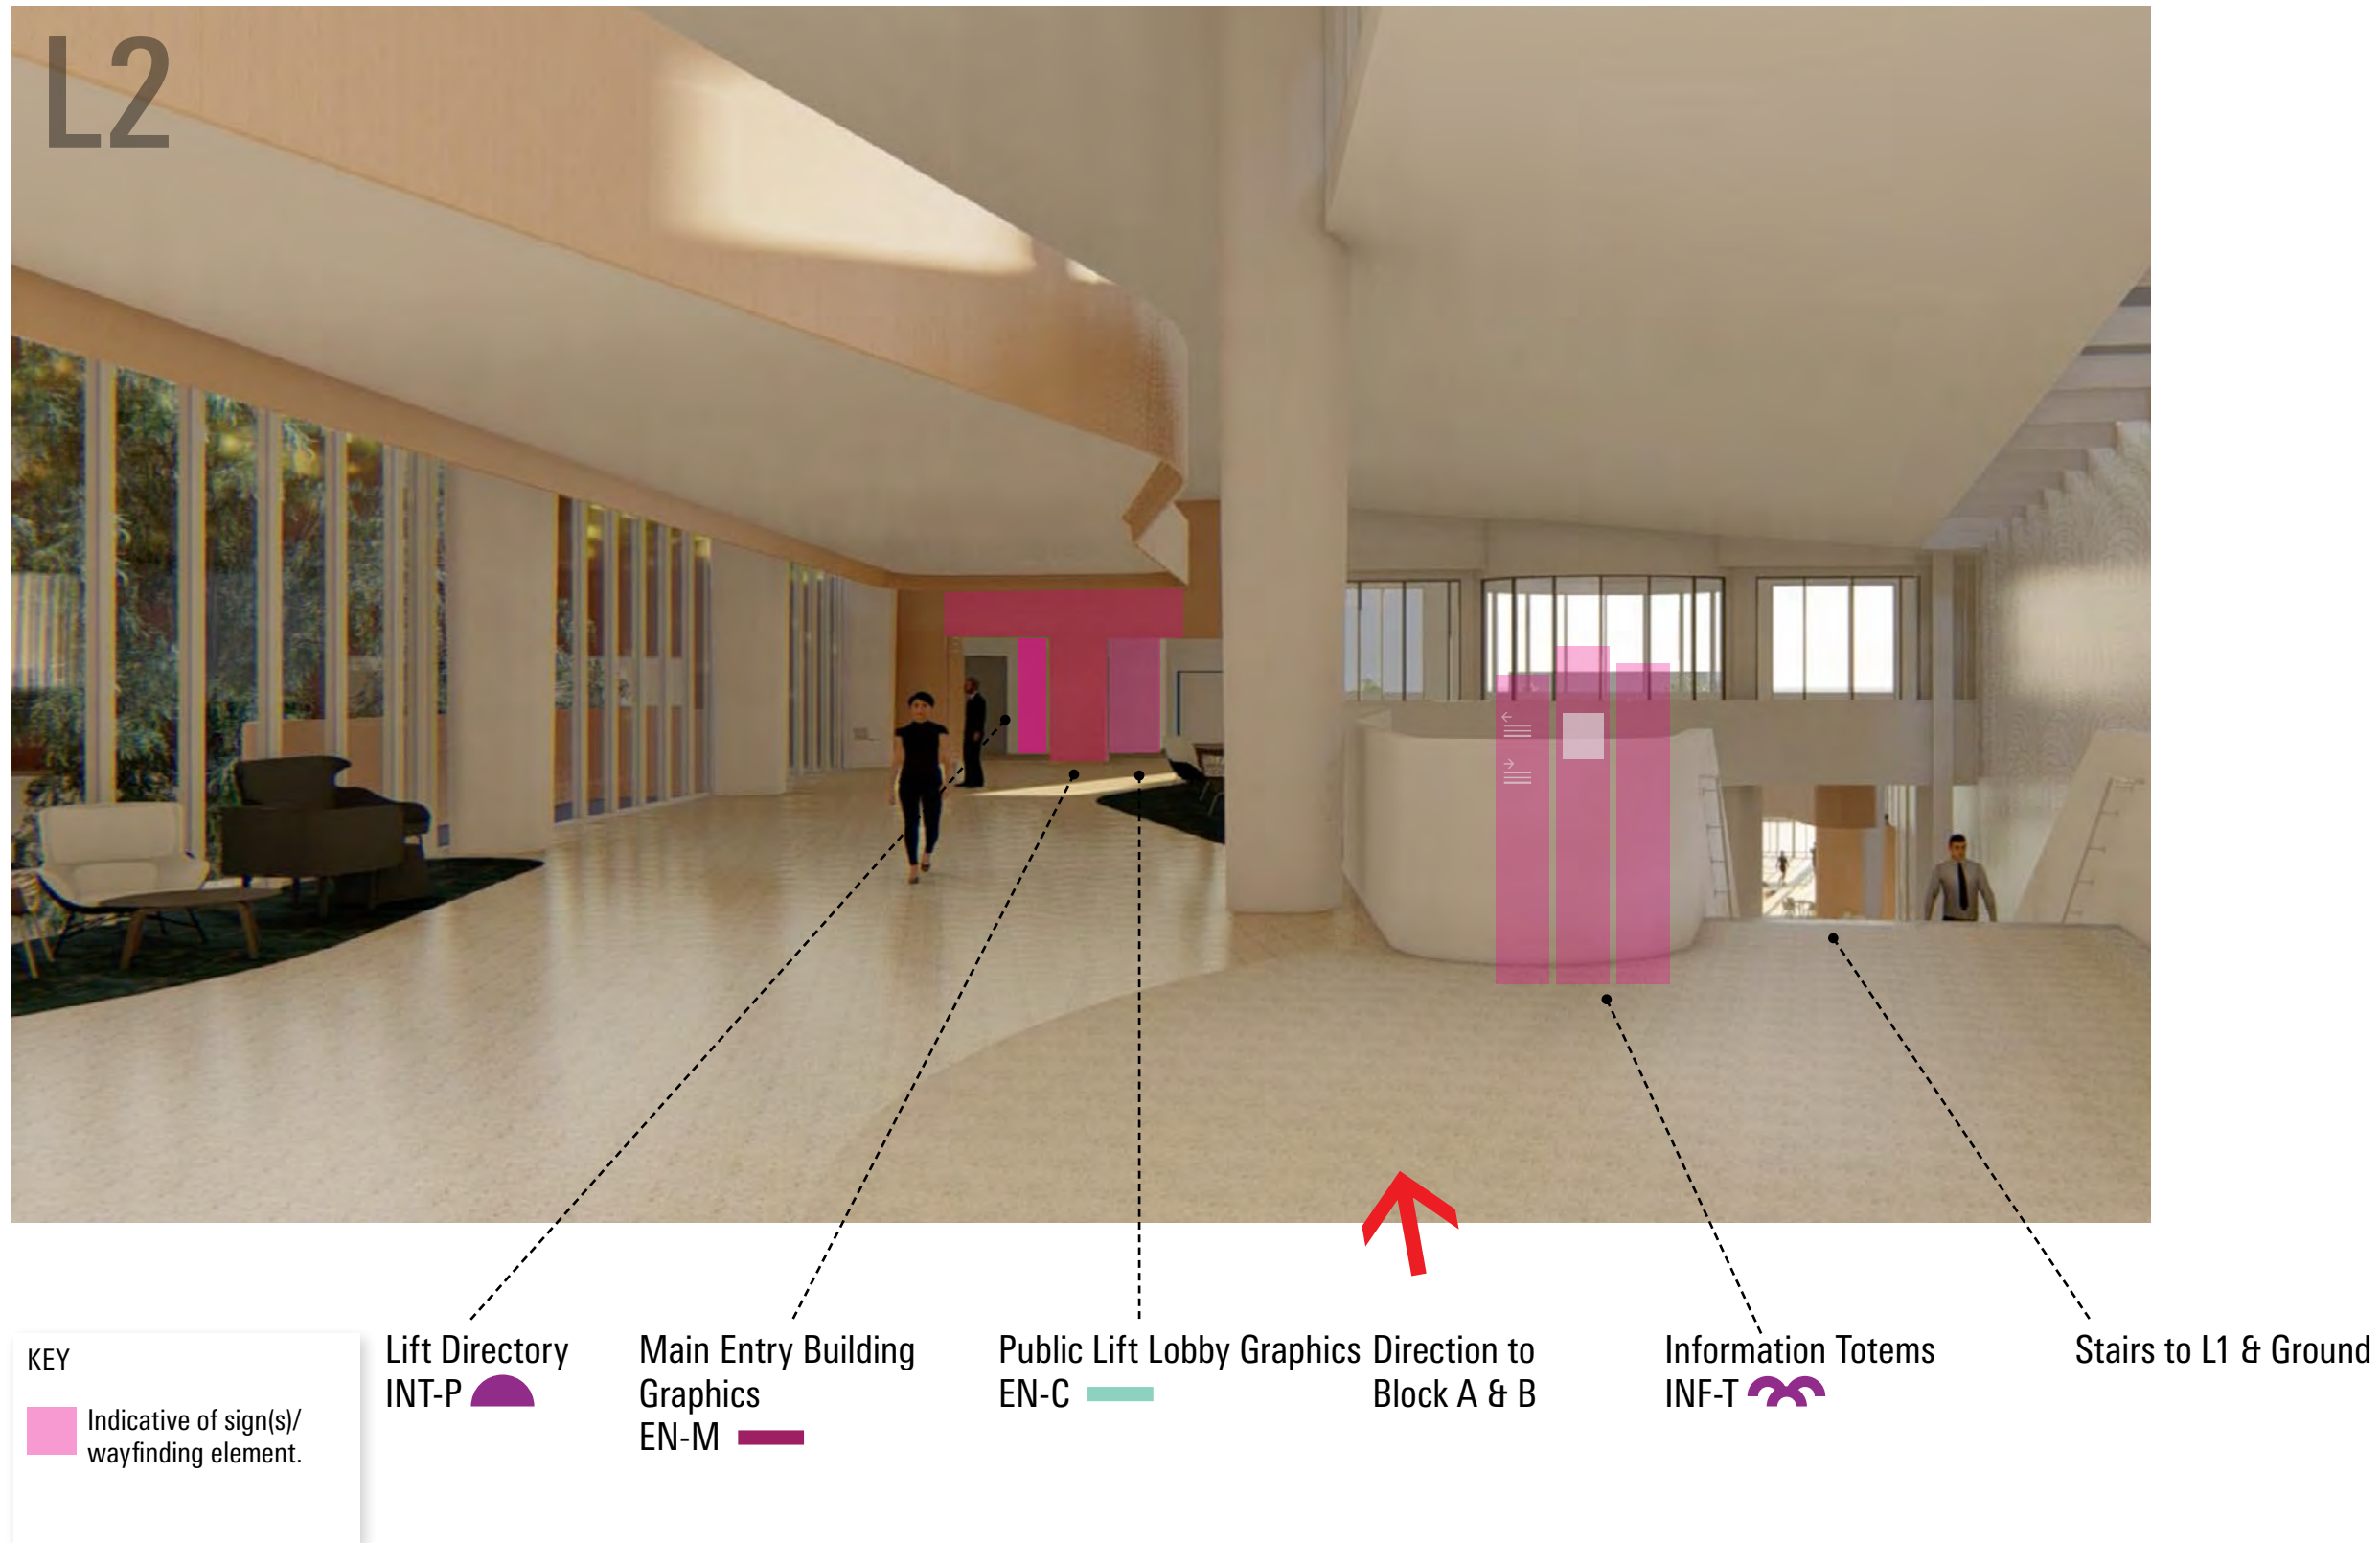 L2
KEY
Indicative of sign(s)/
wayfinding element.
Lift Directory
INT-P
Main Entry Building
Graphics
EN-M
Public Lift Lobby Graphics
EN-C
Direction to
Block A & B
Information Totems
INF-T
Stairs to L1 & Ground